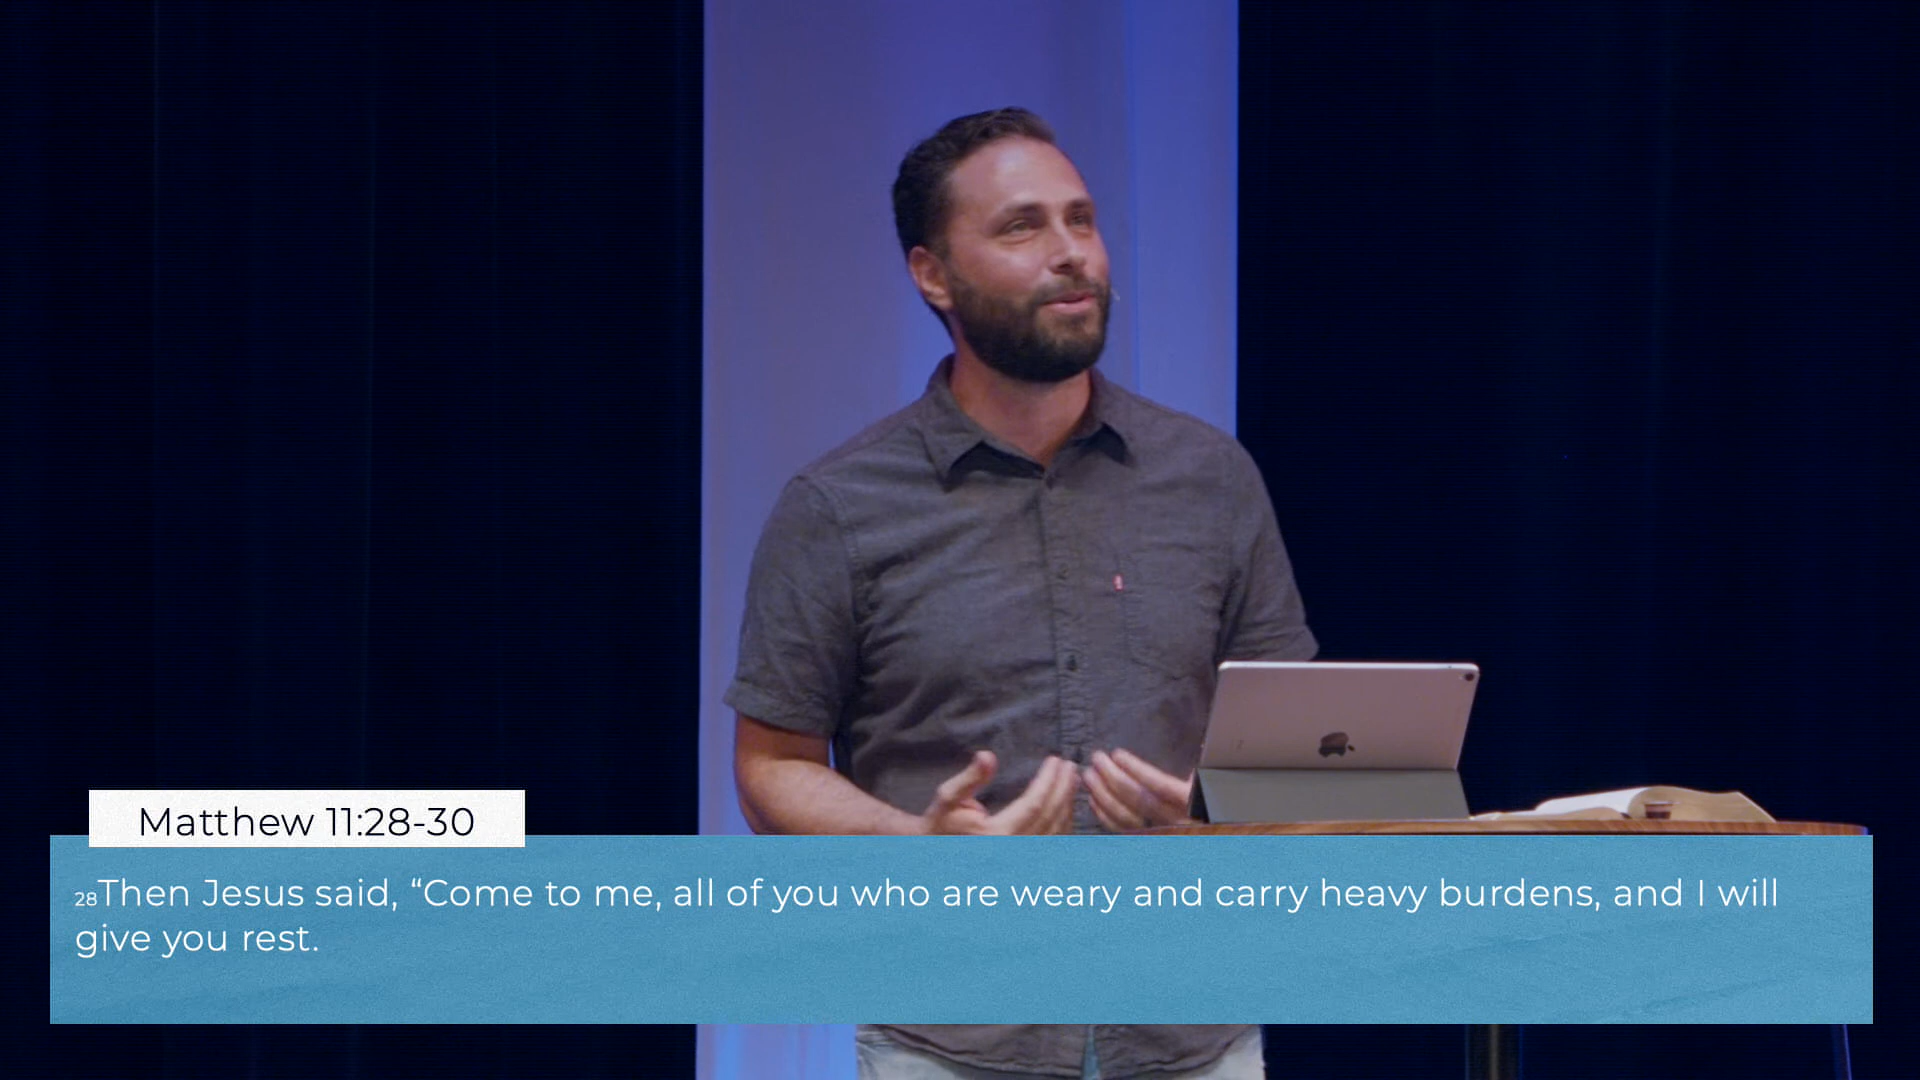 Matthew 11:28-30
28Then Jesus said, “Come to me, all of you who are weary and carry heavy burdens, and I will
give you rest.